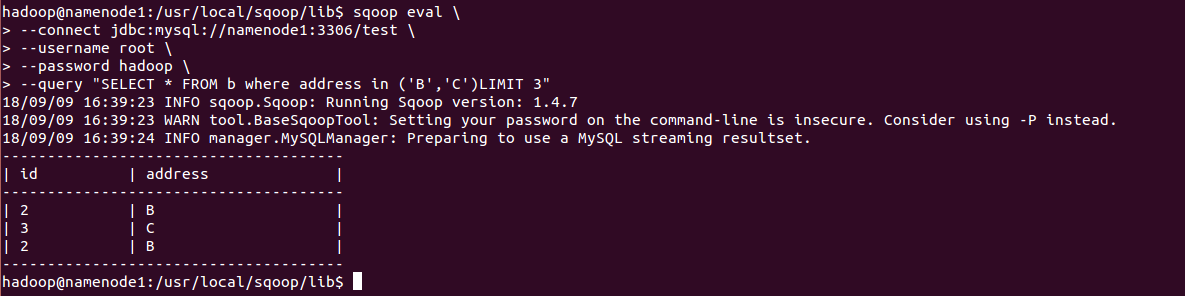 hadoop@namenode1:/usr/local/sqoop/lib$ sqoop eval \
> --connect jdbc:mysql://namenode1:3306/test \
> --username root \
> --password hadoop \
> --query "SELECT * FROM b where address in ('B','C')LIMIT 3"
18/09/09 16:39:23 INFO sqoop.Sqoop: Running Sqoop version: 1.4.7
18/09/09 16:39:23 WARN tool.BaseSqoopTool: Setting your password on the command-line is insecure. Consider using -P instead.
18/09/09 16:39:24 INFO manager.MySQLManager: Preparing to use a MySQL streaming resultset.
--------------------------------------
| id          | address              |
--------------------------------------
| 2           | B                    |
| 3           | C                    |
| 2           | B                    |
--------------------------------------
hadoop@namenode1:/usr/local/sqoop/lib$